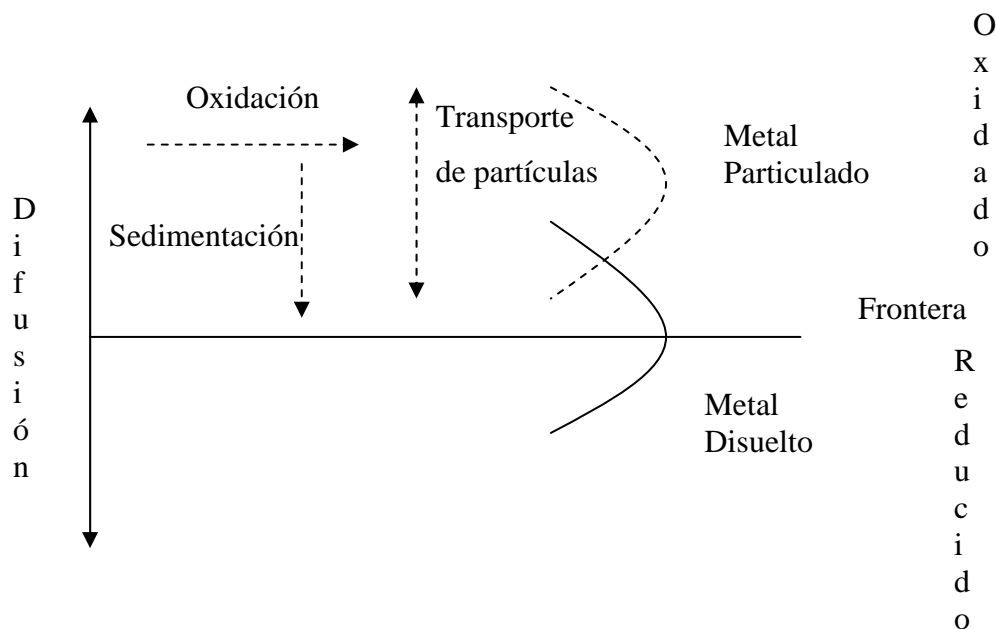 Oxidado
Oxidación
Transporte
de partículas
Metal
Particulado
Difusión
Sedimentación
Frontera
Reducido
Metal
Disuelto